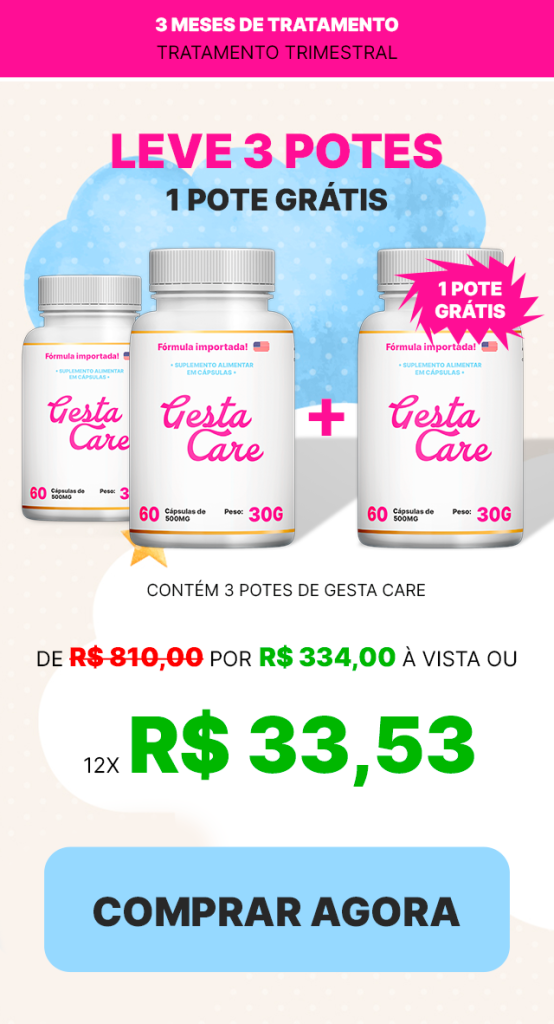 3 MESES DE TRATAMENTO
TRATAMENTO TRIMESTRAL
LEVE 3 POTES
1 POTE GRÁTIS
Fórmula importada!
• SUPLEMENTO ALIMENTAR
EM CÁPSULAS •
Gesta
Care
60 Cápsulas de
500MG
Peso: 3
Fórmula importada!
• SUPLEMENTO ALIMENTAR
EM CÁPSULAS •
Gesta
Care
60 Cápsulas de
500MG
Peso: 30G
+
1 POTE
GRÁTIS
Fórmula importada!
• SUPLEMENTO ALIMENTAR
EM CÁPSULAS •
Gesta
Care
60 Cápsulas de
500MG
Peso: 30G
CONTÉM 3 POTES DE GESTA CARE
DE R$ 810,00 POR R$ 334,00 À VISTA OU
12X R$ 33,53
COMPRAR AGORA